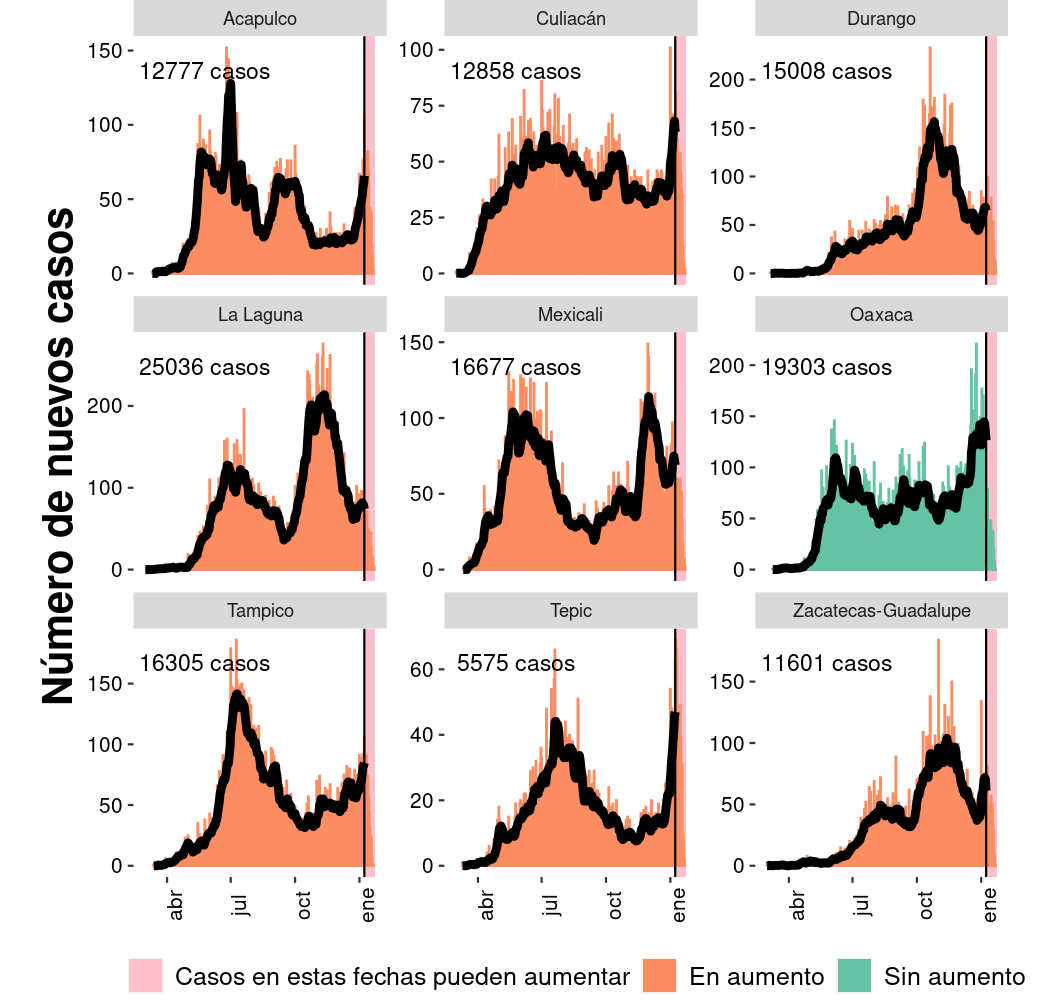 Número de nuevos casos
Acapulco
Culiacán
Durango
150
100
50
0
12777 casos
100
75
50
25
0
12858 casos
200
150
100
50
0
15008 casos
La Laguna
Mexicali
Oaxaca
200
100
0
25036 casos
150
100
50
0
16677 casos
200
150
100
50
0
19303 casos
Tampico
Tepic
Zacatecas-Guadalupe
150
100
50
0
16305 casos
60
40
20
0
5575 casos
150
100
50
0
11601 casos
abr jul oct ene
abr jul oct ene
abr jul oct ene
Casos en estas fechas pueden aumentar En aumento Sin aumento